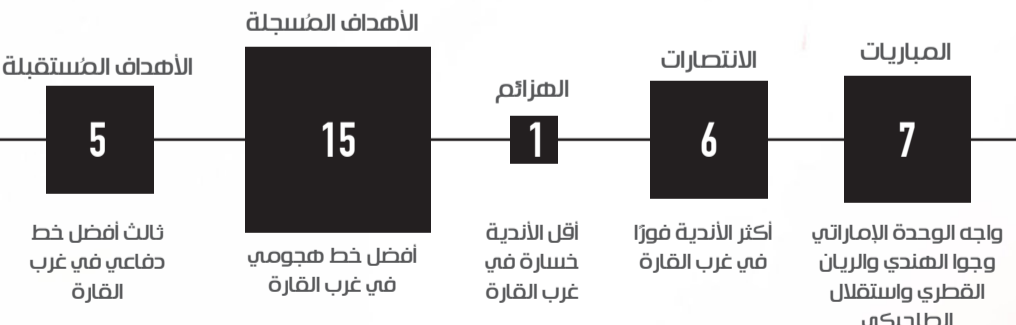 المباريات
7
واجه الوحدة الإماراتي
وجوا الهندي والريان
القطري واستقلال
الطاجيكي
الانتصارات
6
أكثر الأندية فوزًا
في غرب القارة
الهزائم
1
أقل الأندية
خسارة في
غرب القارة
الأهداف المُسجلة
15
أفضل خط هجومي
في غرب القارة
الأهداف المُستقبلة
5
ثالث أفضل خط
دفاعي في غرب
القارة